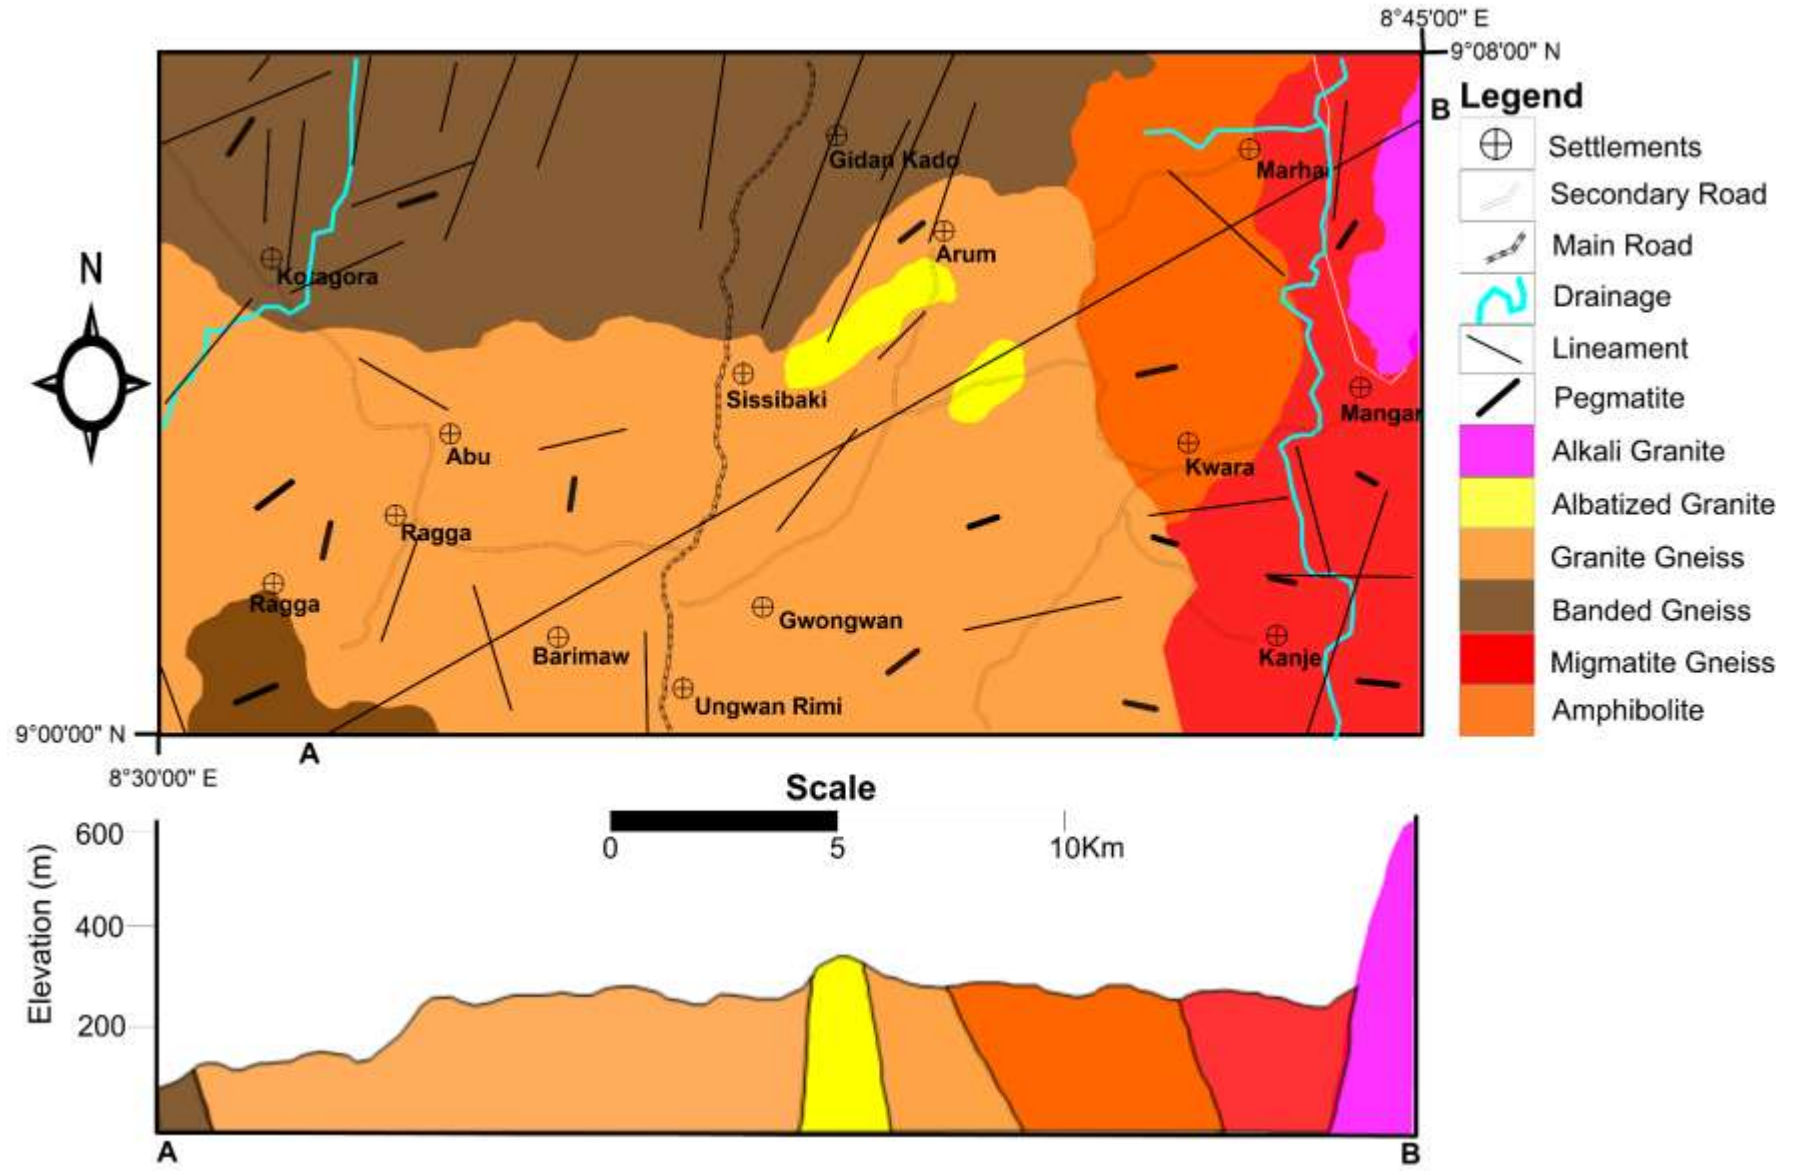 8°45'00" E
9°08'00" N
B
Legend
Settlements
Secondary Road
Main Road
Drainage
Lineament
Pegmatite
Alkali Granite
Albatized Granite
Granite Gneiss
Banded Gneiss
Migmatite Gneiss
Amphibolite
N
Gidan Kado
Marhai
Arum
Kotagora
Sissibaki
Mangar
Abu
Kwara
Ragga
Ragga
Gwongwan
Barimaw
Kanje
Ungwan Rimi
9°00'00" N
A
8°30'00" E
Scale
0 5 10Km
Elevation (m)
600
400
200
A B